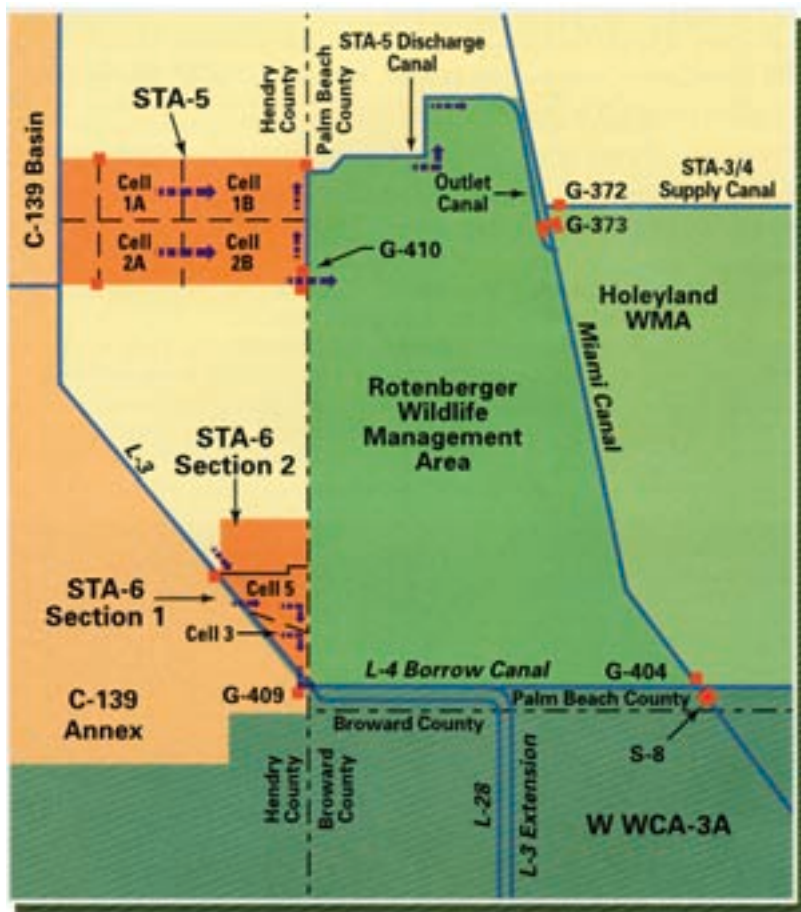 STA-5 Discharge
Canal
Hendry
County
Palm Beach
County
STA-5
C-139 Basin
Cell
1A
Cell
1B
Cell
2A
Cell
2B
Outlet
Canal
STA-3/4
Supply Canal
G-372
G-373
G-410
Holeyland
WMA
Miami Canal
Rotenberger
Wildlife
Management
Area
L-3
STA-6
Section 2
STA-6
Section 1
Cell 5
Cell 3
L-4 Borrow Canal
G-404
G-409
Palm Beach County
C-139
Annex
Broward County
S-8
Hendry
County
Broward
County
L-28
L-3 Extension
W WCA-3A